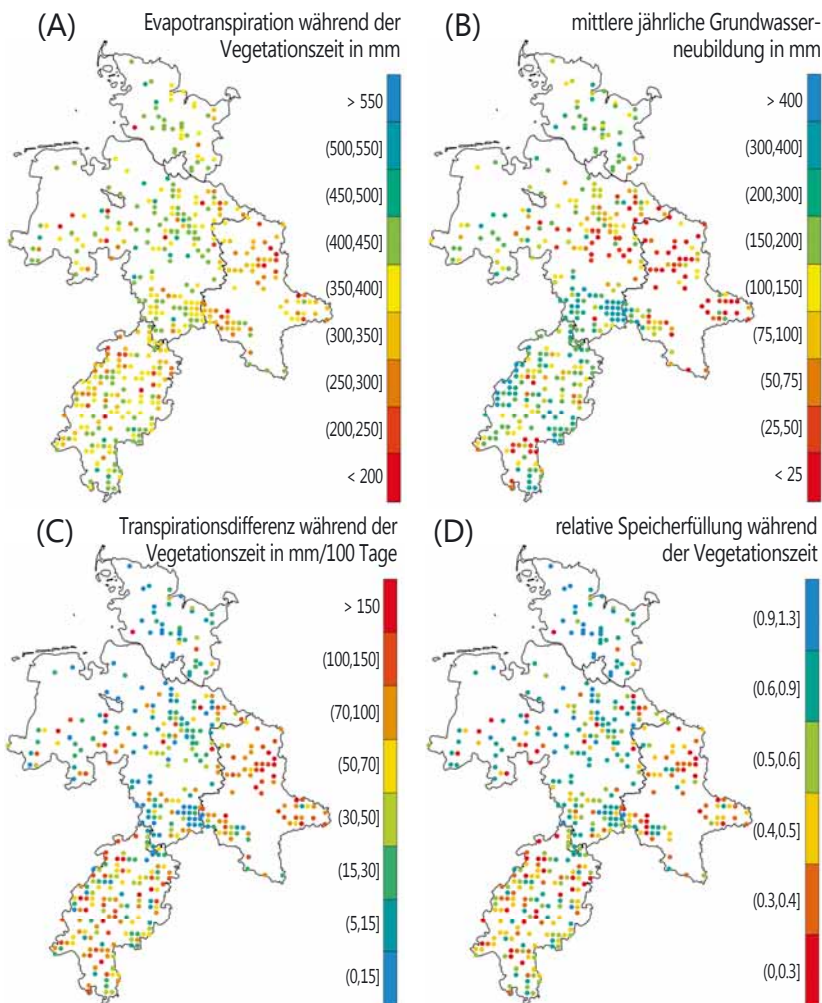 (A)
Evapotranspiration während der
Vegetationszeit in mm
> 550
(500,550]
(450,500]
(400,450]
(350,400]
(300,350]
(250,300]
(200,250]
< 200
(B)
mittlere jährliche Grundwasser-
neubildung in mm
> 400
(300,400]
(200,300]
(150,200]
(100,150]
(75,100]
(50,75]
(25,50]
< 25
(C)
Transpirationsdifferenz während der
Vegetationszeit in mm/100 Tage
> 150
(100,150]
(70,100]
(50,70]
(30,50]
(15,30]
(5,15]
(0,15]
(D)
relative Speicherfüllung während
der Vegetationszeit
(0.9,1.3]
(0.6,0.9]
(0.5,0.6]
(0.4,0.5]
(0.3,0.4]
(0,0.3]